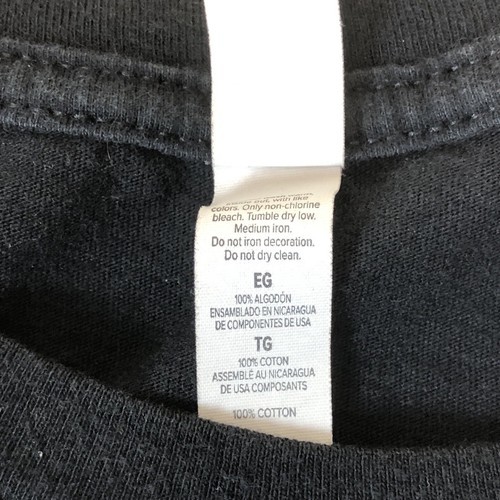 colors. Only non-chlorine
bleach. Tumble dry low.
Medium iron.
Do not iron decoration.
Do not dry clean.
EG
100% ALGODÓN
ENSAMBLADO EN NICARAGUA
DE COMPONENTES DE USA
TG
100% COTON
ASSEMBLÉ AU NICARAGUA
DE USA COMPOSANTS
100% COTTON